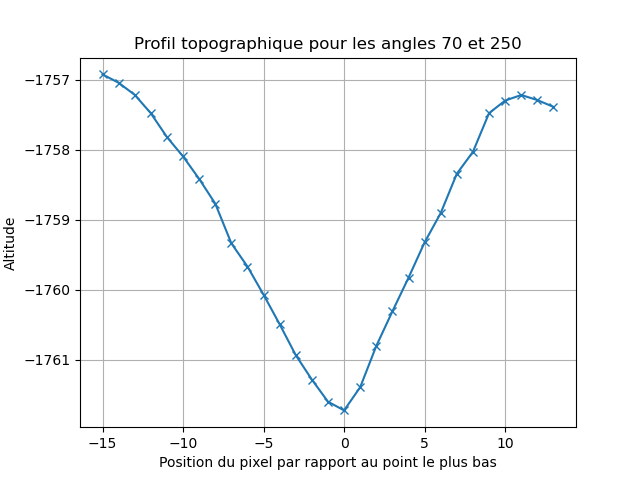 Profil topographique pour les angles 70 et 250
Altitude
−1757
−1758
−1759
−1760
−1761
−15 −10 −5 0 5 10
Position du pixel par rapport au point le plus bas